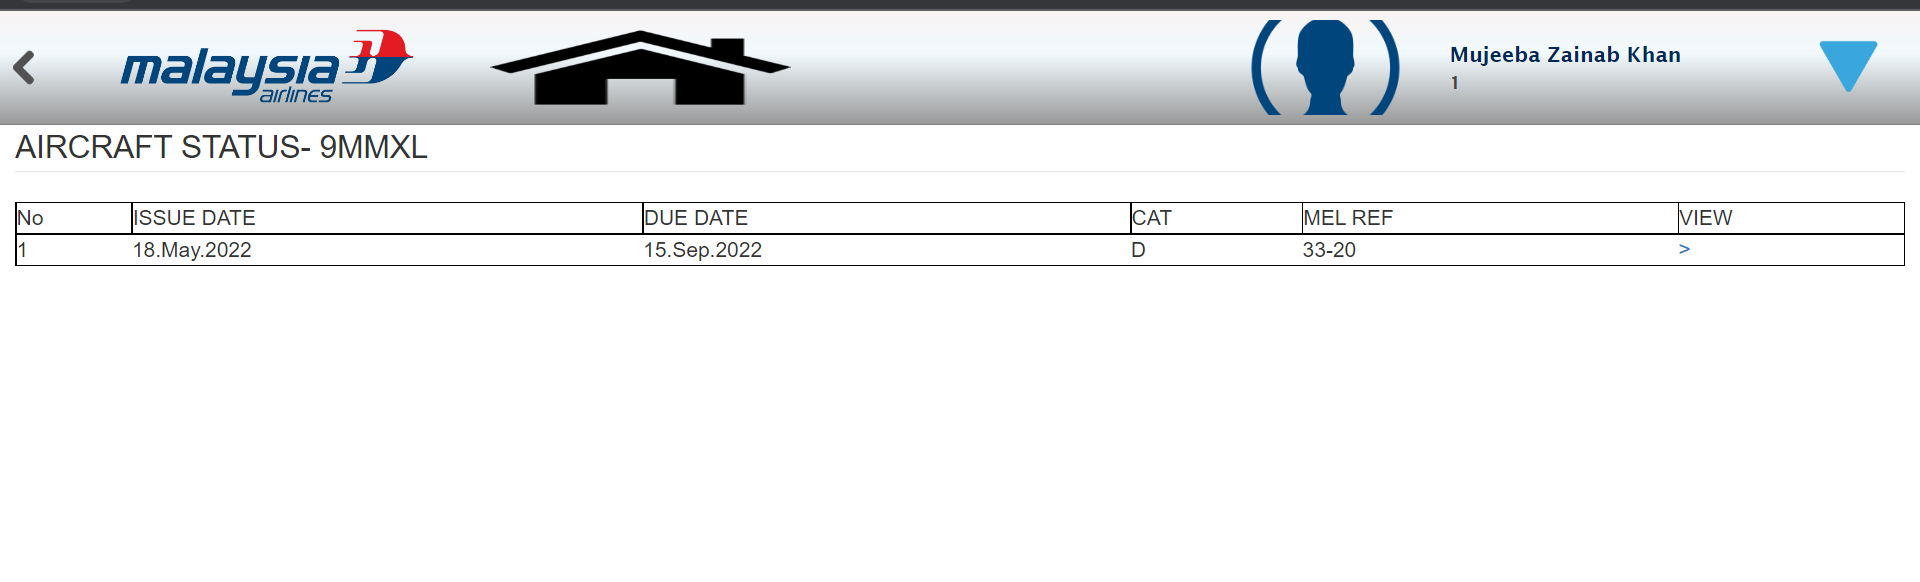 malaysia
airlines
Mujeeba Zainab Khan
1
AIRCRAFT STATUS- 9MMXL
No ISSUE DATE DUE DATE CAT MEL REF VIEW
1 18.May.2022 15.Sep.2022 D 33-20 >